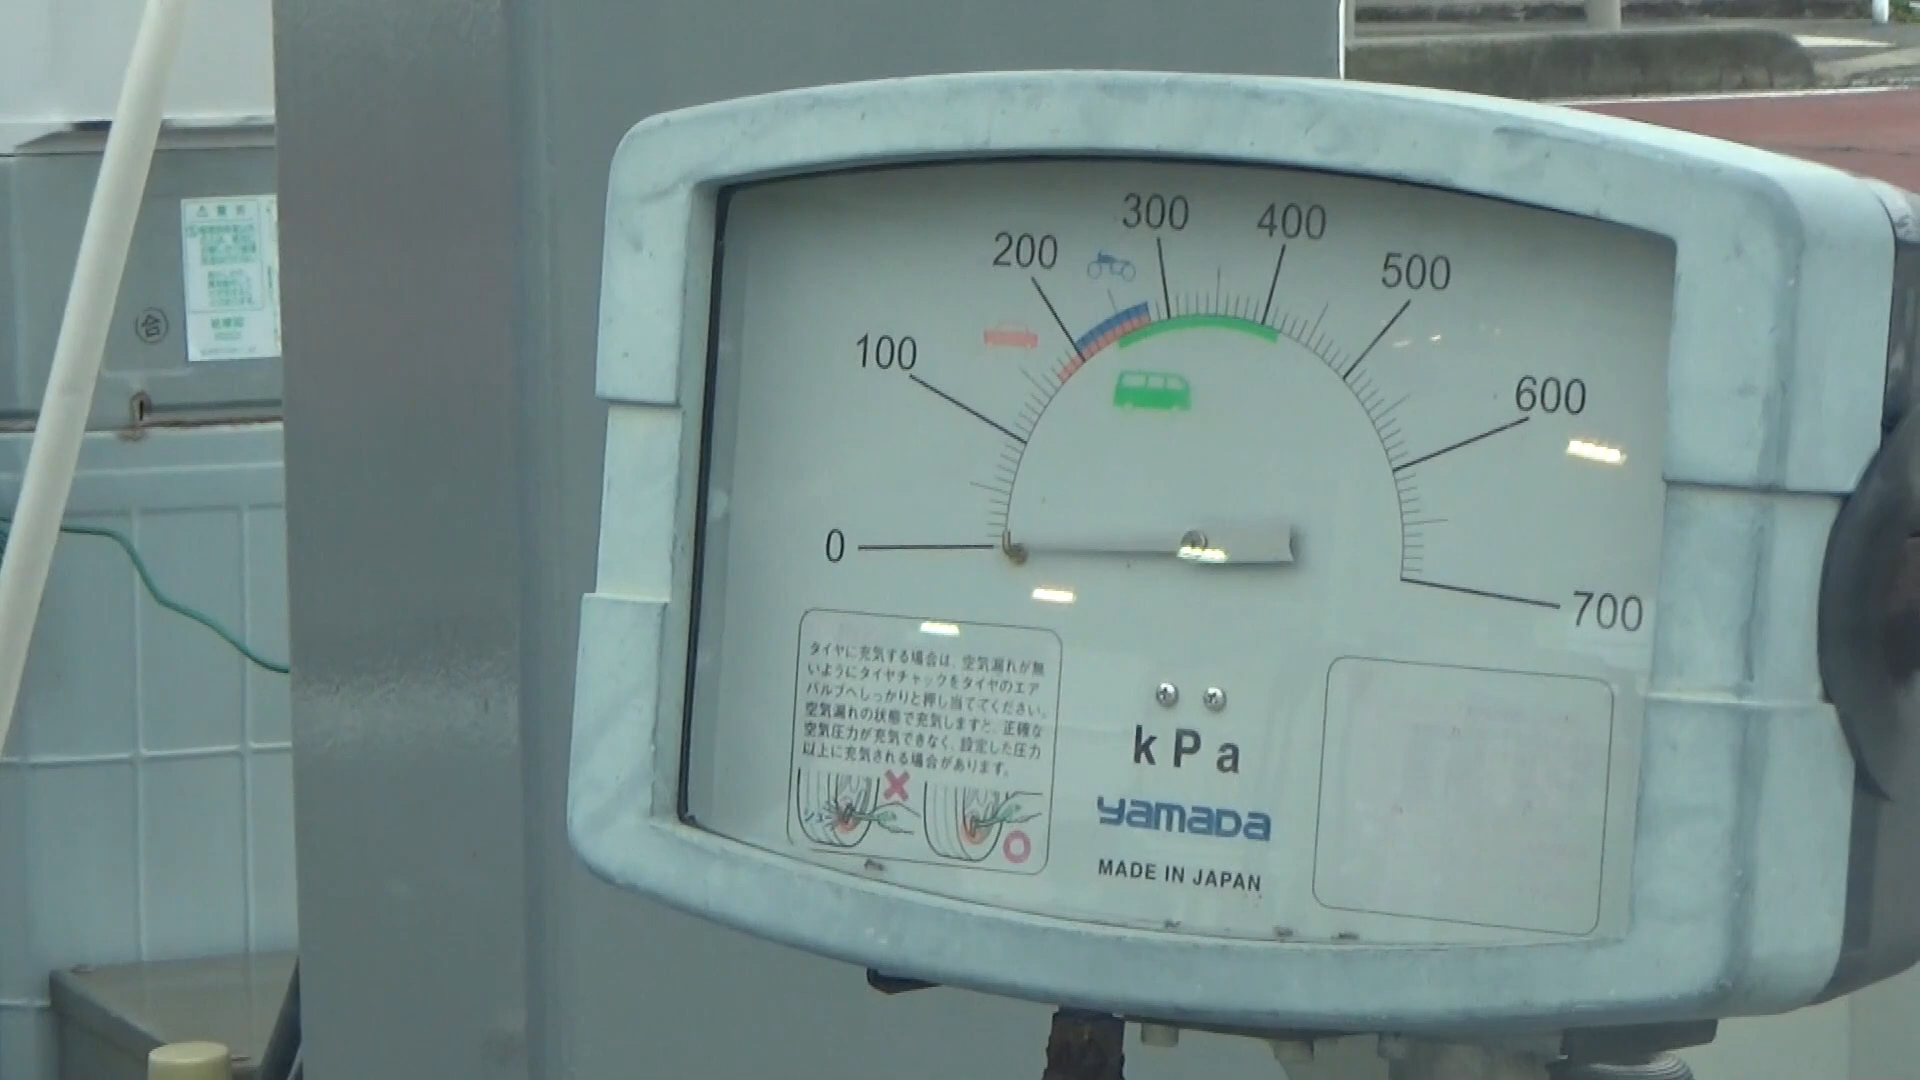 300
400
200
500
100
600
0
700
タイヤに充気する場合は、空気漏れが無
いようにタイヤチャックをタイヤのエア
バルブへしっかりと押し当ててください。
空気漏れの状態で充気しますと、正確な
空気圧力が充気できなく、設定した圧力
以上に充気される場合があります。
シュー
kPa
yamada
MADE IN JAPAN
台